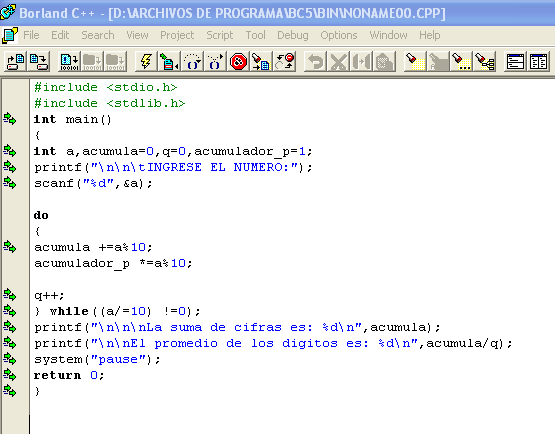 Borland C++ - [D:\ARCHIVOS DE PROGRAMA\BC5\BIN\NONAME00.CPP]
File Edit Search View Project Script Tool Debug Options Window Help
#include <stdio.h>
#include <stdlib.h>
int main()
{
int a,acumula=0,q=0,acumulador_p=1;
printf("\n\n\tINGRESE EL NUMERO:");
scanf("%d",&a);
do
{
acumula +=a%10;
acumulador_p *=a%10;
q++;
} while((a/=10) !=0);
printf("\n\n\nLa suma de cifras es: %d\n",acumula);
printf("\n\nEl promedio de los digitos es: %d\n",acumula/q);
system("pause");
return 0;
}